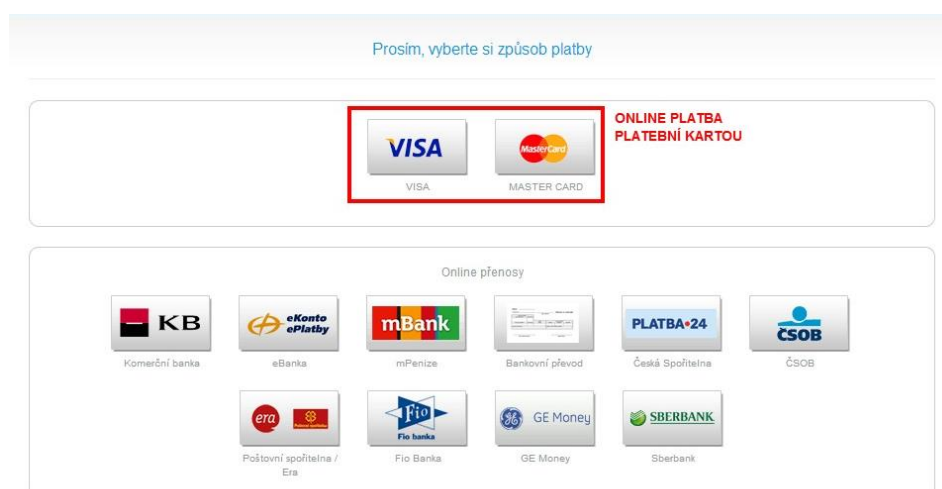 Prosím, vyberte si způsob platby
VISA
MasterCard
ONLINE PLATBA
PLATEBNÍ KARTOU
VISA
MASTER CARD
Online přenosy
KB
eKonto
ePlatby
mBank
PLATBA•24
ČSOB
Komerční banka
eBanka
mPenize
Bankovní převod
Česká Spořitelna
ČSOB
era
Poštovní spořitelna
Fio
Fio banka
GE Money
SBERBANK
Poštovní spořitelna /
Era
Fio Banka
GE Money
Sberbank